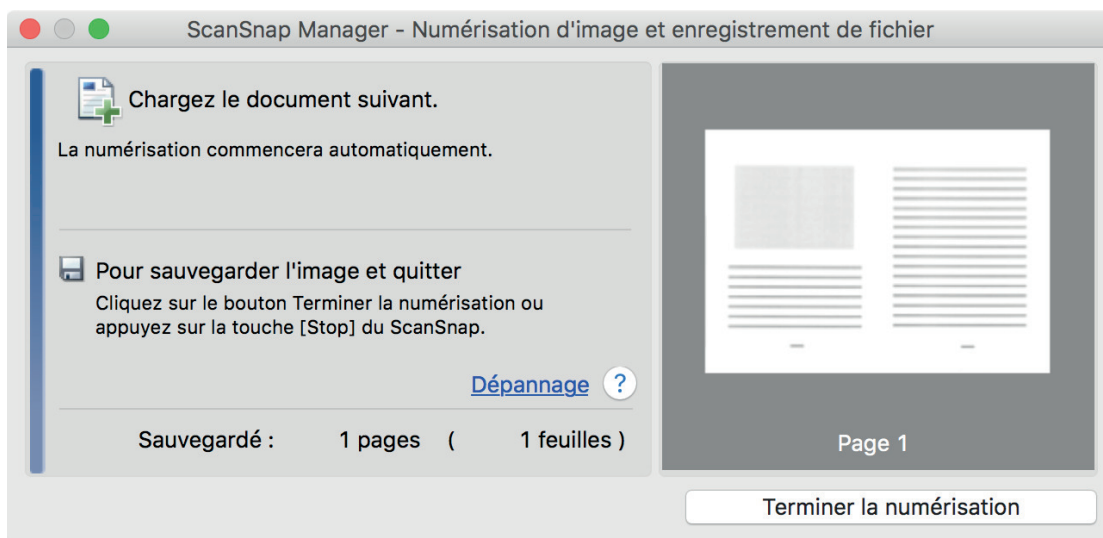 ScanSnap Manager - Numérisation d'image et enregistrement de fichier
Chargez le document suivant.
La numérisation commencera automatiquement.
Pour sauvegarder l'image et quitter
Cliquez sur le bouton Terminer la numérisation ou
appuyez sur la touche [Stop] du ScanSnap.
Dépannage ?
Sauvegardé : 1 pages ( 1 feuilles )
Page 1
Terminer la numérisation